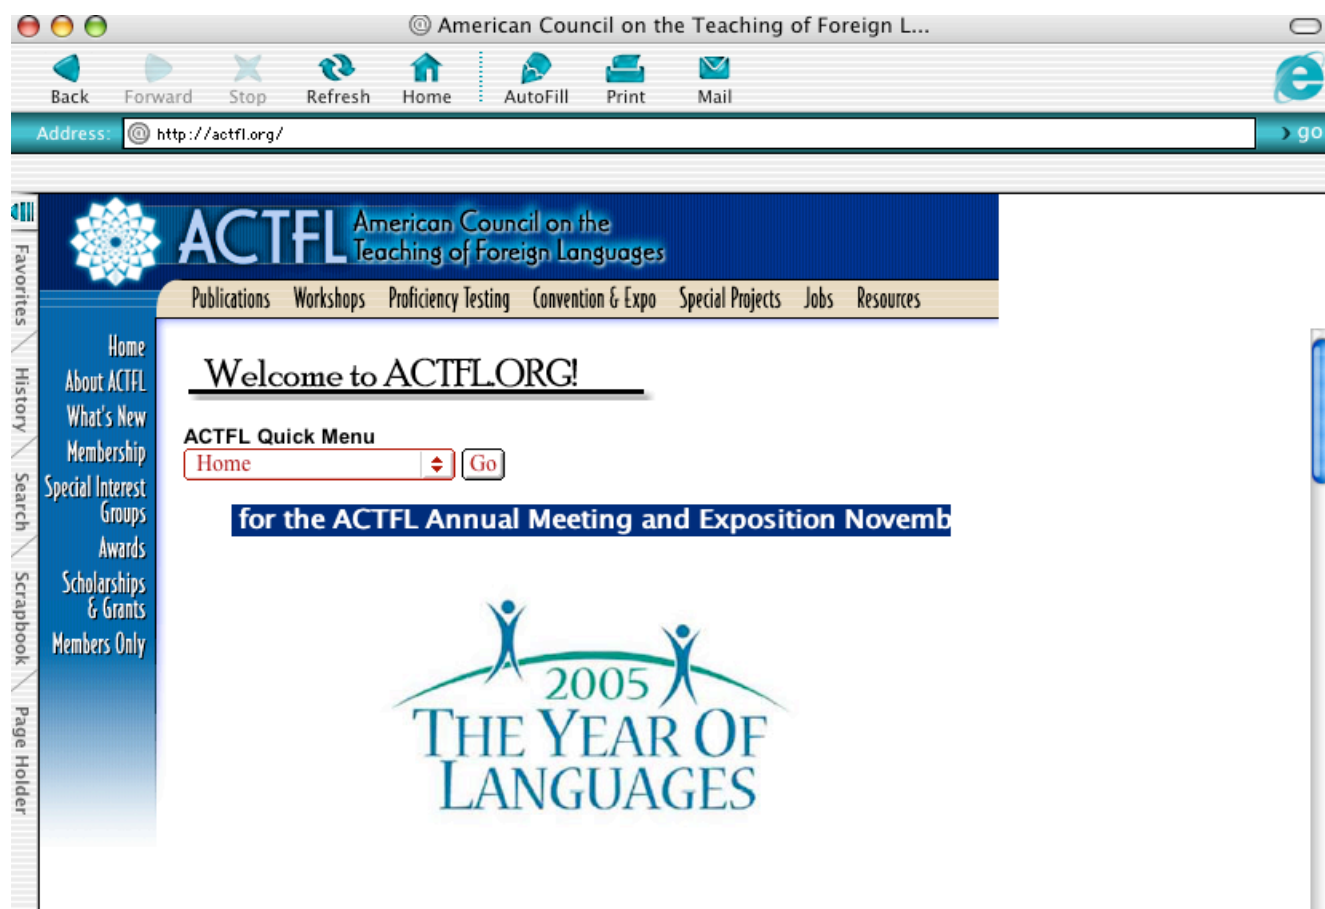 American Council on the Teaching of Foreign L...
Back Forward Stop Refresh Home AutoFill Print Mail
Address: http://actfl.org/ go
Favorites
History
Search
Scrapbook
Page Holder
ACTFL American Council on the
Teaching of Foreign Languages
Publications Workshops Proficiency Testing Convention & Expo Special Projects Jobs Resources
Home
About ACTFL
What's New
Membership
Special Interest
Groups
Awards
Scholarships
& Grants
Members Only
Welcome to ACTFL.ORG!
ACTFL Quick Menu
Home Go
for the ACTFL Annual Meeting and Exposition Novemb
2005
THE YEAR OF
LANGUAGES